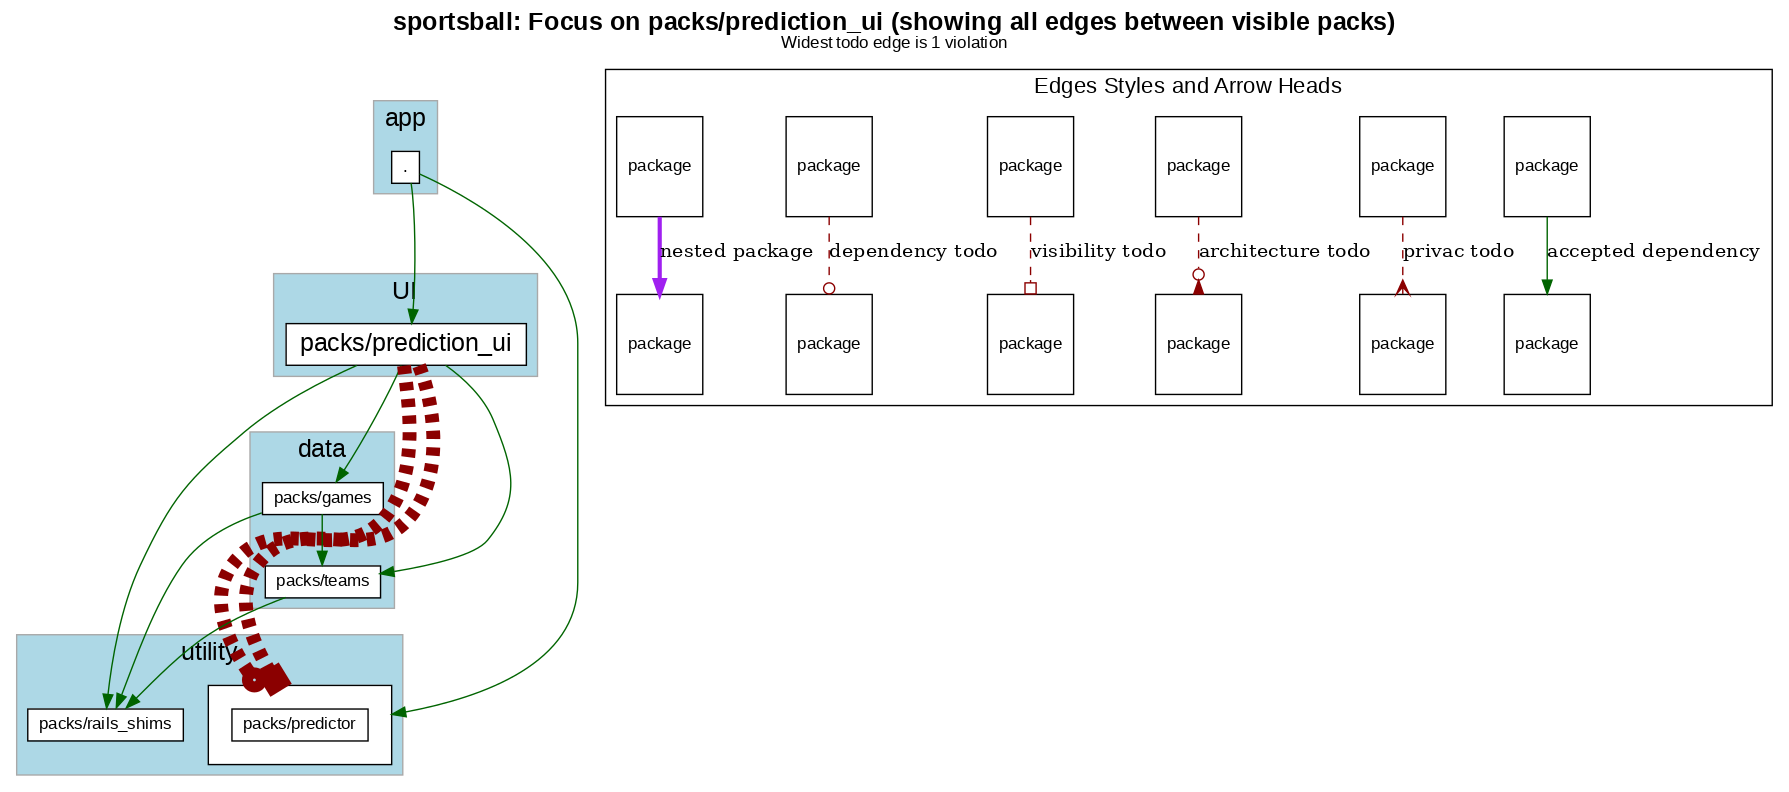 sportsball: Focus on packs/prediction_ui (showing all edges between visible packs)
Widest todo edge is 1 violation
app
.
UI
packs/prediction_ui
data
packs/games
packs/teams
utility
packs/rails_shims
packs/predictor
Edges Styles and Arrow Heads
package
package
package
package
package
package
nested package
dependency todo
visibility todo
architecture todo
privac todo
accepted dependency
package
package
package
package
package
package